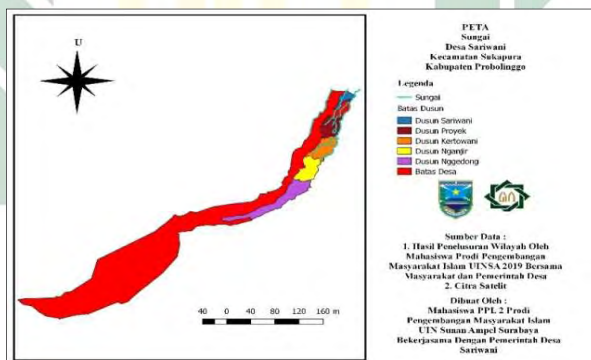 U
40 0 40 80 120 160 m
PETA
Sungai
Desa Sariwani
Kecamatan Sukapura
Kabupaten Probolinggo
Legenda
Sungai
Batas Dusun
Dusun Sariwani
Dusun Proyek
Dusun Kertowani
Dusun Nganjir
Dusun Nggedong
Batas Desa
Sumber Data :
1. Hasil Penelusuran Wilayah Oleh
Mahasiswa Prodi Pengembangan
Masyarakat Islam UINSA 2019 Bersama
Masyarakat dan Pemerintah Desa
2. Citra Satelit
Dibuat Oleh :
Mahasiswa PPL 2 Prodi
Pengembangan Masyarakat Islam
UIN Sunan Ampel Surabaya
Bekerjasama Dengan Pemerintah Desa
Sariwani